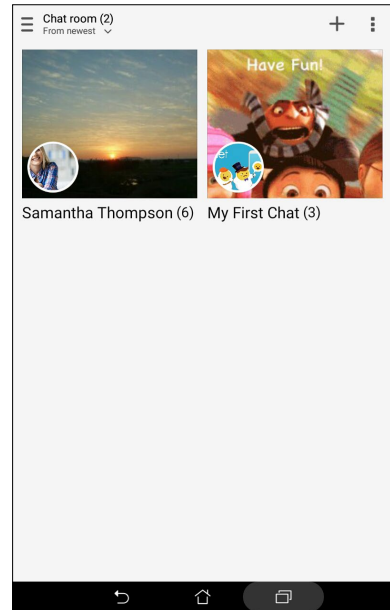 Chat room (2)
From newest
Have Fun!
Samantha Thompson (6)
My First Chat (3)